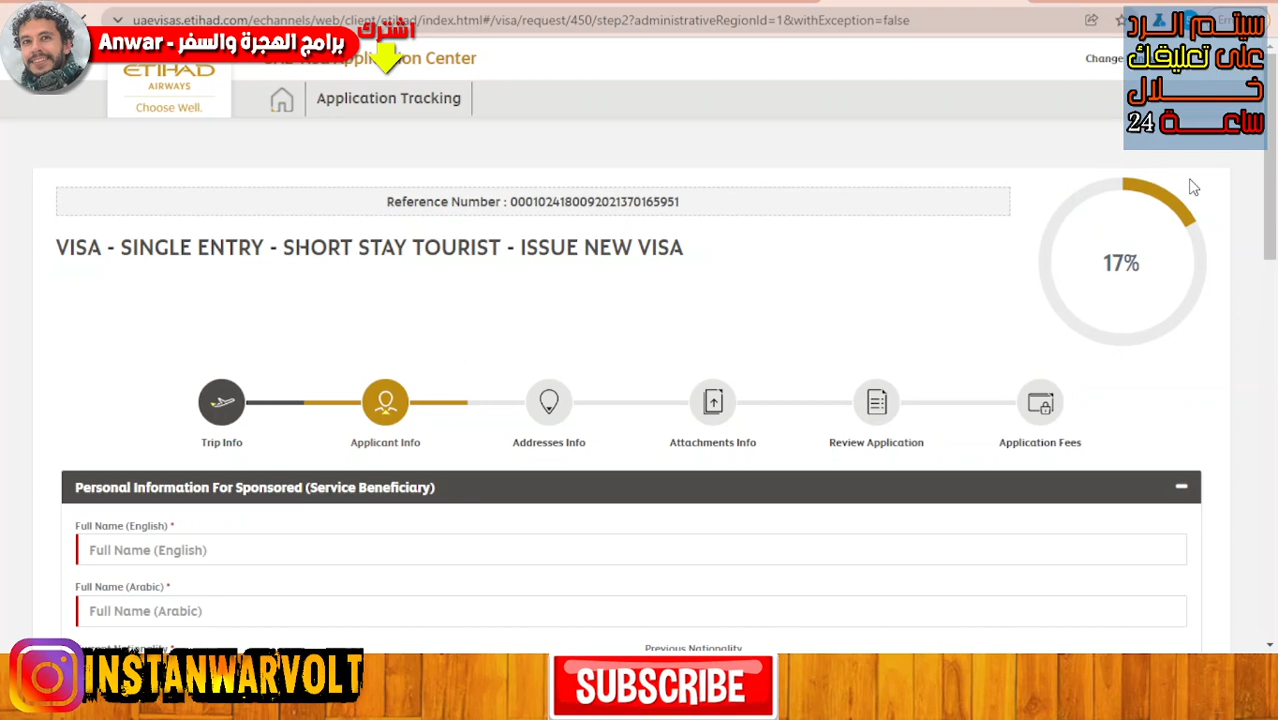 uaevisas.etihad.com/echannels/web/client/etihad/index.html#/visa/request/450/step2?administrativeRegionId=1&withException=false
Anwar - برامج الهجرة والسفر
اشترك
سيتم الرد
على تعليقك
خلال
24 ساعة
ETIHAD
AIRWAYS
Choose Well.
Visa Application Center
Change
Application Tracking
Reference Number : 0001024180092021370165951
VISA - SINGLE ENTRY - SHORT STAY TOURIST - ISSUE NEW VISA
17%
Trip Info
Applicant Info
Addresses Info
Attachments Info
Review Application
Application Fees
Personal Information For Sponsored (Service Beneficiary)
Full Name (English) *
Full Name (English)
Full Name (Arabic) *
Full Name (Arabic)
Current Nationality *
Previous Nationality
INSTANWARVOLT
SUBSCRIBE